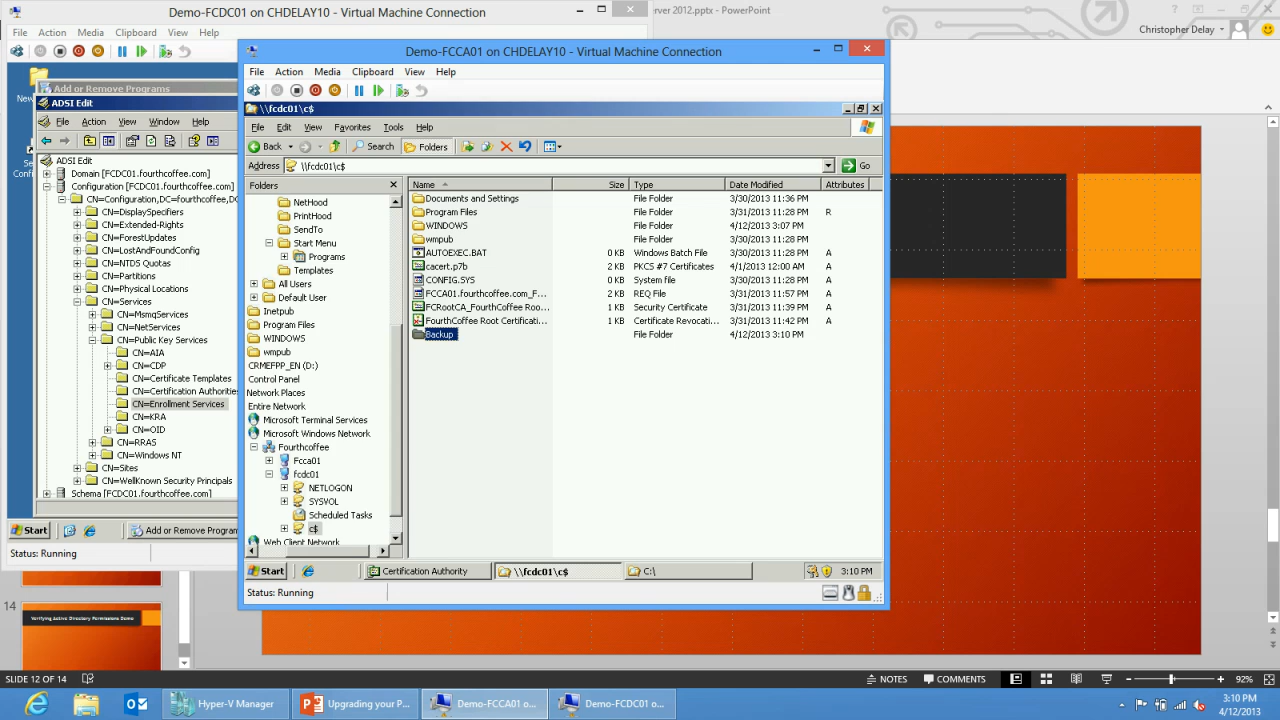 Demo-FCDC01 on CHDELAY10 - Virtual Machine Connection
erver 2012.pptx - PowerPoint
Christopher Delay
File Action Media Clipboard View Help
Add or Remove Programs
ADSI Edit
File Action View Window Help
ADSI Edit
Domain [FCDC01.fourthcoffee.com]
Configuration [FCDC01.fourthcoffee.com]
CN=Configuration,DC=fourthcoffee,DC
CN=DisplaySpecifiers
CN=Extended-Rights
CN=ForestUpdates
CN=LostAndFoundConfig
CN=NTDS Quotas
CN=Partitions
CN=Physical Locations
CN=Services
CN=MsmqServices
CN=NetServices
CN=Public Key Services
CN=AIA
CN=CDP
CN=Certificate Templates
CN=Certification Authorities
CN=Enrollment Services
CN=KRA
CN=OID
CN=RRAS
CN=Windows NT
CN=Sites
CN=WellKnown Security Principals
Schema [FCDC01.fourthcoffee.com]
Start Add or Remove Program
Status: Running
Demo-FCCA01 on CHDELAY10 - Virtual Machine Connection
File Action Media Clipboard View Help
\\fcdc01\c$
File Edit View Favorites Tools Help
Back Search Folders
Address \\fcdc01\c$ Go
Folders
NetHood
PrintHood
SendTo
Start Menu
Programs
Templates
All Users
Default User
Inetpub
Program Files
WINDOWS
wmpub
CRMEFPP_EN (D:)
Control Panel
Network Places
Entire Network
Microsoft Terminal Services
Microsoft Windows Network
Fourthcoffee
Fcca01
fcdc01
NETLOGON
SYSVOL
Scheduled Tasks
c$
Web Client Network
Name Size Type Date Modified Attributes
Documents and Settings File Folder 3/30/2013 11:36 PM
Program Files File Folder 3/31/2013 11:28 PM R
WINDOWS File Folder 4/12/2013 3:07 PM
wmpub File Folder 3/30/2013 11:28 PM
AUTOEXEC.BAT 0 KB Windows Batch File 3/30/2013 11:28 PM A
cacert.p7b 2 KB PKCS #7 Certificates 4/1/2013 12:00 AM A
CONFIG.SYS 0 KB System file 3/30/2013 11:28 PM A
FCCA01.fourthcoffee.com_F... 2 KB REQ File 3/31/2013 11:57 PM A
FCRootCA_FourthCoffee Roo... 1 KB Security Certificate 3/31/2013 11:39 PM A
FourthCoffee Root Certificati... 1 KB Certificate Revocati... 3/31/2013 11:42 PM A
Backup File Folder 4/12/2013 3:10 PM
Start Certification Authority \\fcdc01\c$ C:\ 3:10 PM
Status: Running
14
Verifying Active Directory Permissions Demo
SLIDE 12 OF 14 NOTES COMMENTS 92%
Hyper-V Manager Upgrading your P... Demo-FCCA01 o... Demo-FCDC01 o...
3:10 PM
4/12/2013